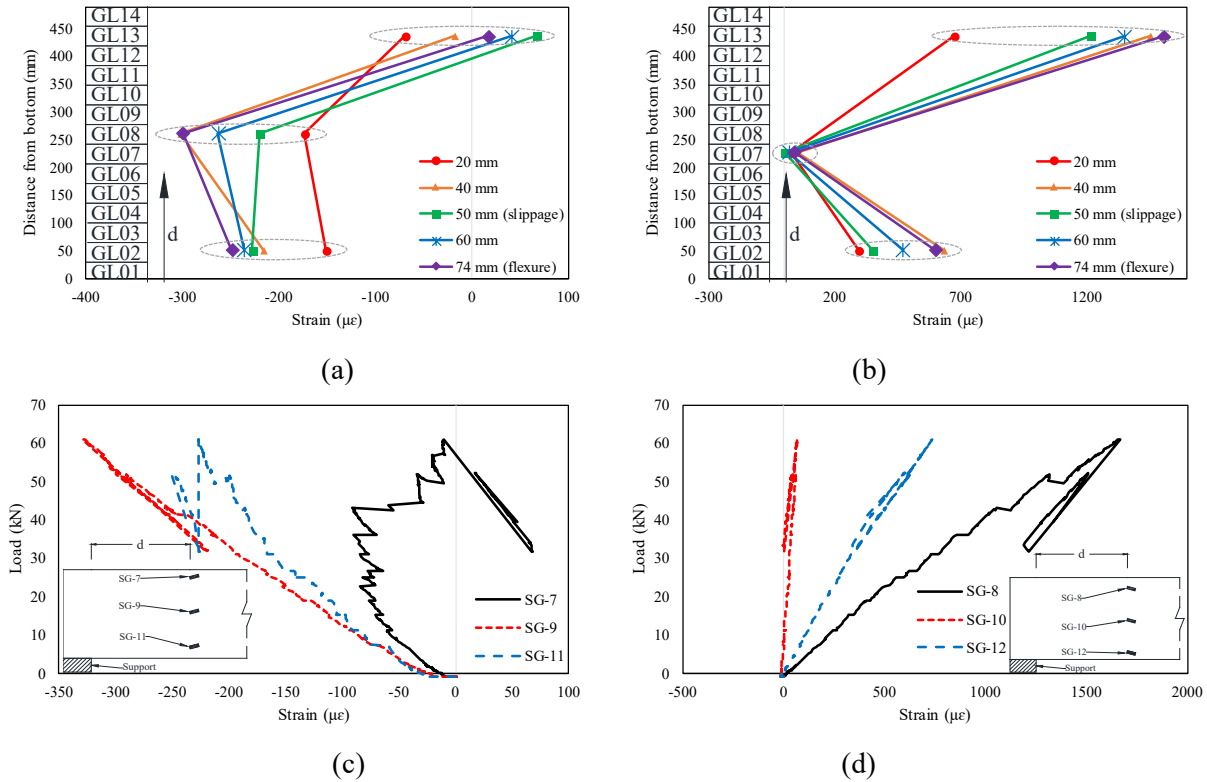 GL14
GL13
GL12
GL11
GL10
GL09
GL08
GL07
GL06
GL05
GL04
GL03
GL02
GL01
Distance from bottom (mm)
450
400
350
300
250
200
150
100
50
0
d
20 mm
40 mm
50 mm (slippage)
60 mm
74 mm (flexure)
-400 -300 -200 -100 0 100
Strain (με)
(a)
GL14
GL13
GL12
GL11
GL10
GL09
GL08
GL07
GL06
GL05
GL04
GL03
GL02
GL01
Distance from bottom (mm)
450
400
350
300
250
200
150
100
50
0
d
20 mm
40 mm
50 mm (slippage)
60 mm
74 mm (flexure)
-300 200 700 1200
Strain (με)
(b)
Load (kN)
70
60
50
40
30
20
10
0
d
SG-7
SG-9
SG-11
Support
SG-7
SG-9
SG-11
-350 -300 -250 -200 -150 -100 -50 0 50 100
Strain (με)
(c)
Load (kN)
70
60
50
40
30
20
10
0
SG-8
SG-10
SG-12
d
SG-8
SG-10
SG-12
Support
-500 0 500 1000 1500 2000
Strain (με)
(d)